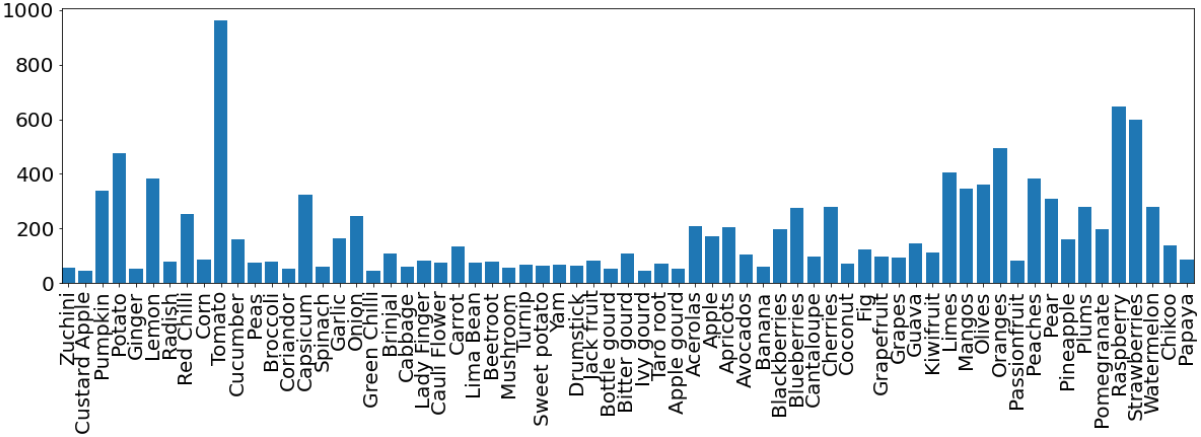 1000
800
600
400
200
0
Zuchini
Custard Apple
Pumpkin
Potato
Ginger
Lemon
Radish
Red Chilli
Corn
Tomato
Cucumber
Peas
Broccoli
Coriandor
Capsicum
Spinach
Garlic
Onion
Green Chilli
Brinjal
Cabbage
Lady Finger
Cauli Flower
Carrot
Lima Bean
Beetroot
Mushroom
Turnip
Sweet potato
Yam
Drumstick
Jack fruit
Bottle gourd
Bitter gourd
Ivy gourd
Taro root
Apple gourd
Acerolas
Apple
Apricots
Avocados
Banana
Blackberries
Blueberries
Cantaloupe
Cherries
Coconut
Fig
Grapefruit
Grapes
Guava
Kiwifruit
Limes
Mangos
Olives
Oranges
Passionfruit
Peaches
Pear
Pineapple
Plums
Pomegranate
Raspberry
Strawberries
Watermelon
Chikoo
Papaya